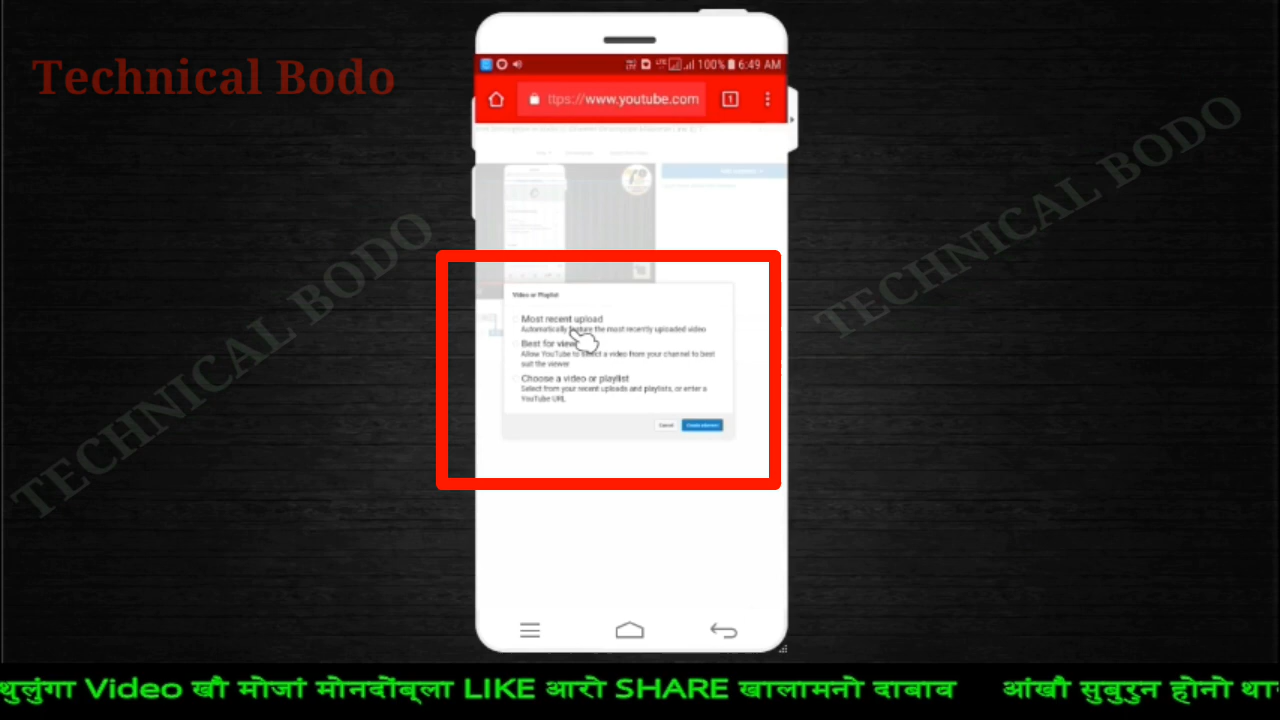 Technical Bodo
100% 6:49 AM
1
ttps://www.youtube.com
TECHNICAL BODO
TECHNICAL BODO
Video or Playlist
Most recent upload
Automatically feature the most recently uploaded video
Best for view
Allow YouTube to select a video from your channel to best
suit the viewer
Choose a video or playlist
Select from your recent uploads and playlists, or enter a
YouTube URL
Cancel Create element
थुलुंगा Video खौ मोजां मोनदोंब्ला LIKE आरो SHARE खालामनो दाबाव आंखौ सुबुरुन होनो